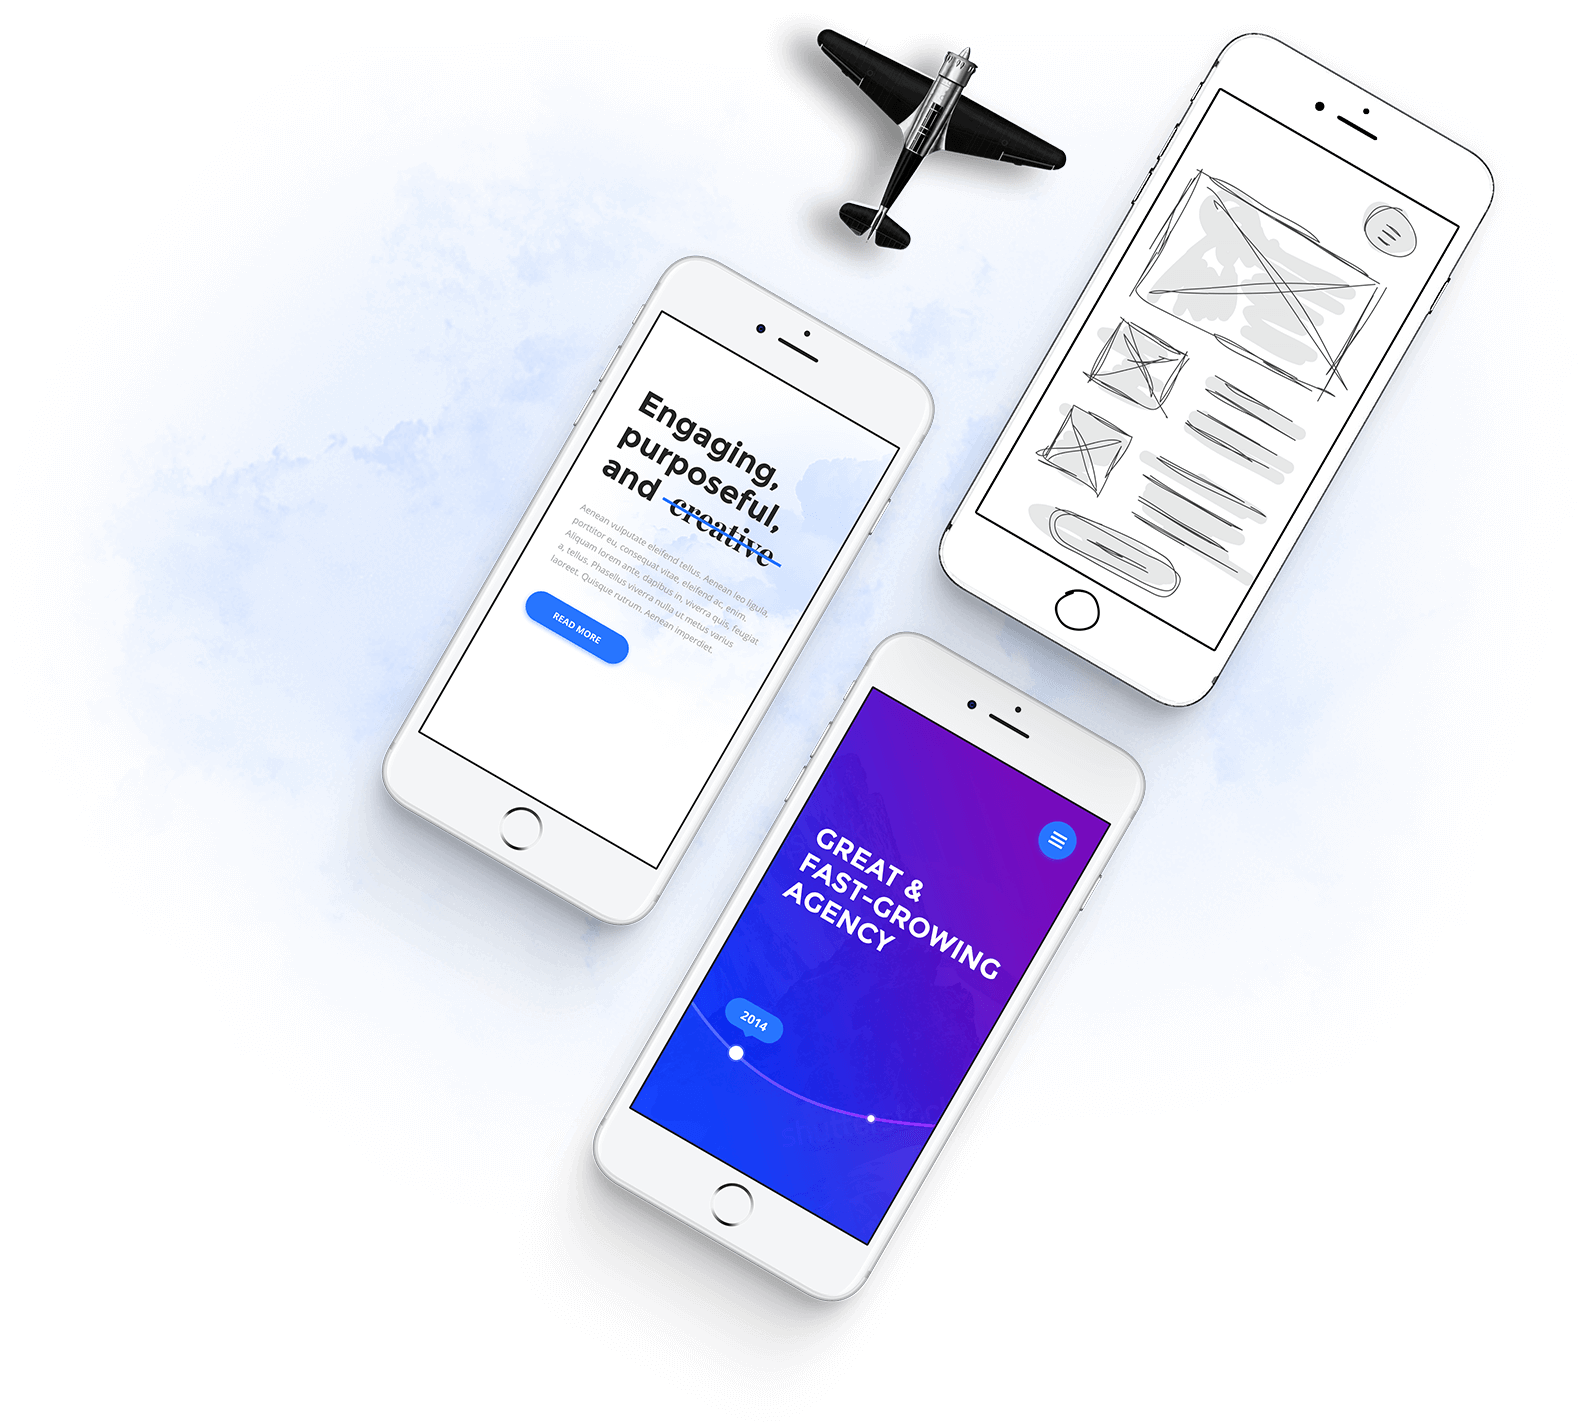 Engaging,
purposeful,
and creative
Aenean vulputate eleifend tellus. Aenean leo ligula,
porttitor eu, consequat vitae, eleifend ac, enim.
Aliquam lorem ante, dapibus in, viverra quis, feugiat
a, tellus. Phasellus viverra nulla ut metus varius
laoreet. Quisque rutrum. Aenean imperdiet.
READ MORE
GREAT &
FAST-GROWING
AGENCY
2014